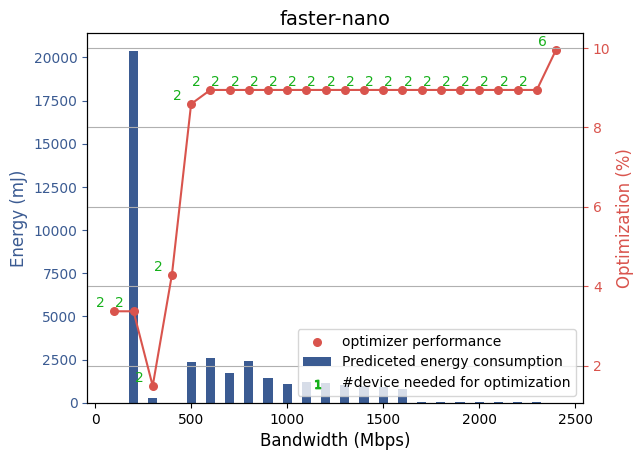 faster-nano
20000
17500
15000
12500
10000
7500
5000
2500
0
Energy (mJ)
10
8
6
4
2
Optimization (%)
2 2 2 2 2 2 2 2 2 2 2 2 2 2 2 2 2 2 2 2 2 2 6
optimizer performance
Prediceted energy consumption
1 #device needed for optimization
0 500 1000 1500 2000 2500
Bandwidth (Mbps)